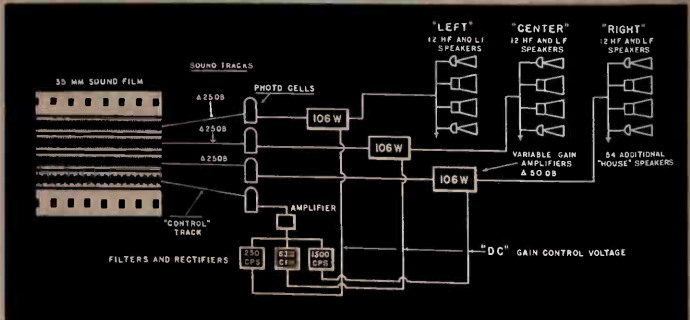 "LEFT"
12 HF AND LF
SPEAKERS
"CENTER"
12 HF AND LF
SPEAKERS
"RIGHT"
12 HF AND LF
SPEAKERS
SOUND TRACKS
35 MM SOUND FILM
PHOTO CELLS
Δ 25DB
Δ 25DB
Δ 25DB
106 W
106 W
106 W
VARIABLE GAIN
AMPLIFIERS
Δ 50 DB
54 ADDITIONAL
"HOUSE" SPEAKERS
"CONTROL"
TRACK
AMPLIFIER
FILTERS AND RECTIFIERS
250
CPS
1500
CPS
"DC" GAIN CONTROL VOLTAGE